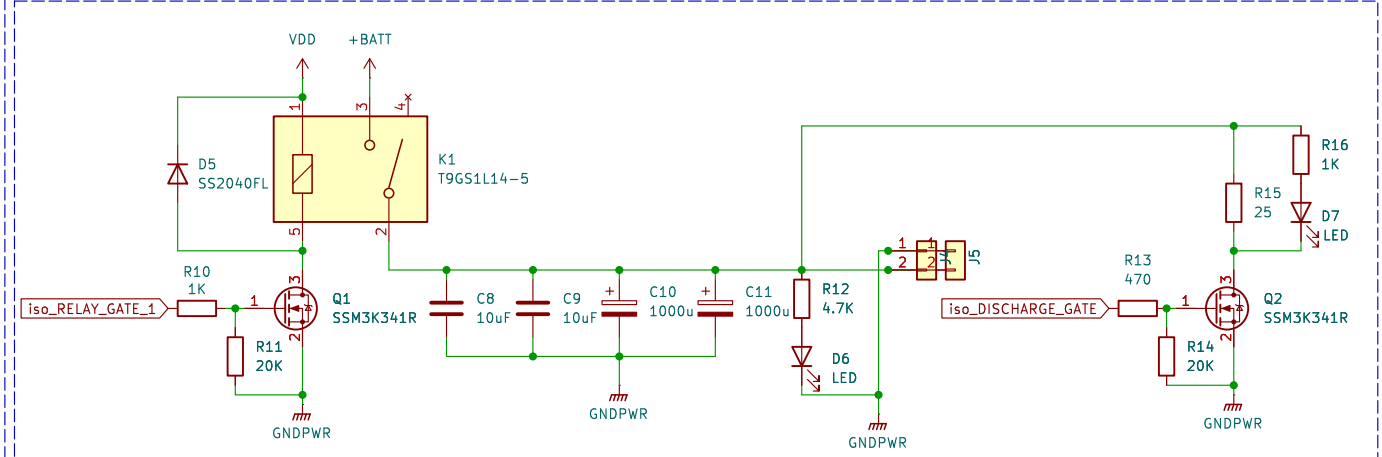 VDD
+BATT
1
3
4
D5
SS2040FL
K1
T9GS1L14-5
5
2
R10
1K
iso_RELAY_GATE_1
1
3
Q1
SSM3K341R
2
R11
20K
GNDPWR
C8
10uF
C9
10uF
+
C10
1000u
+
C11
1000u
GNDPWR
R12
4.7K
D6
LED
GNDPWR
1
2
1
2
J4
J5
R16
1K
R15
25
D7
LED
R13
470
iso_DISCHARGE_GATE
1
3
Q2
SSM3K341R
2
R14
20K
GNDPWR